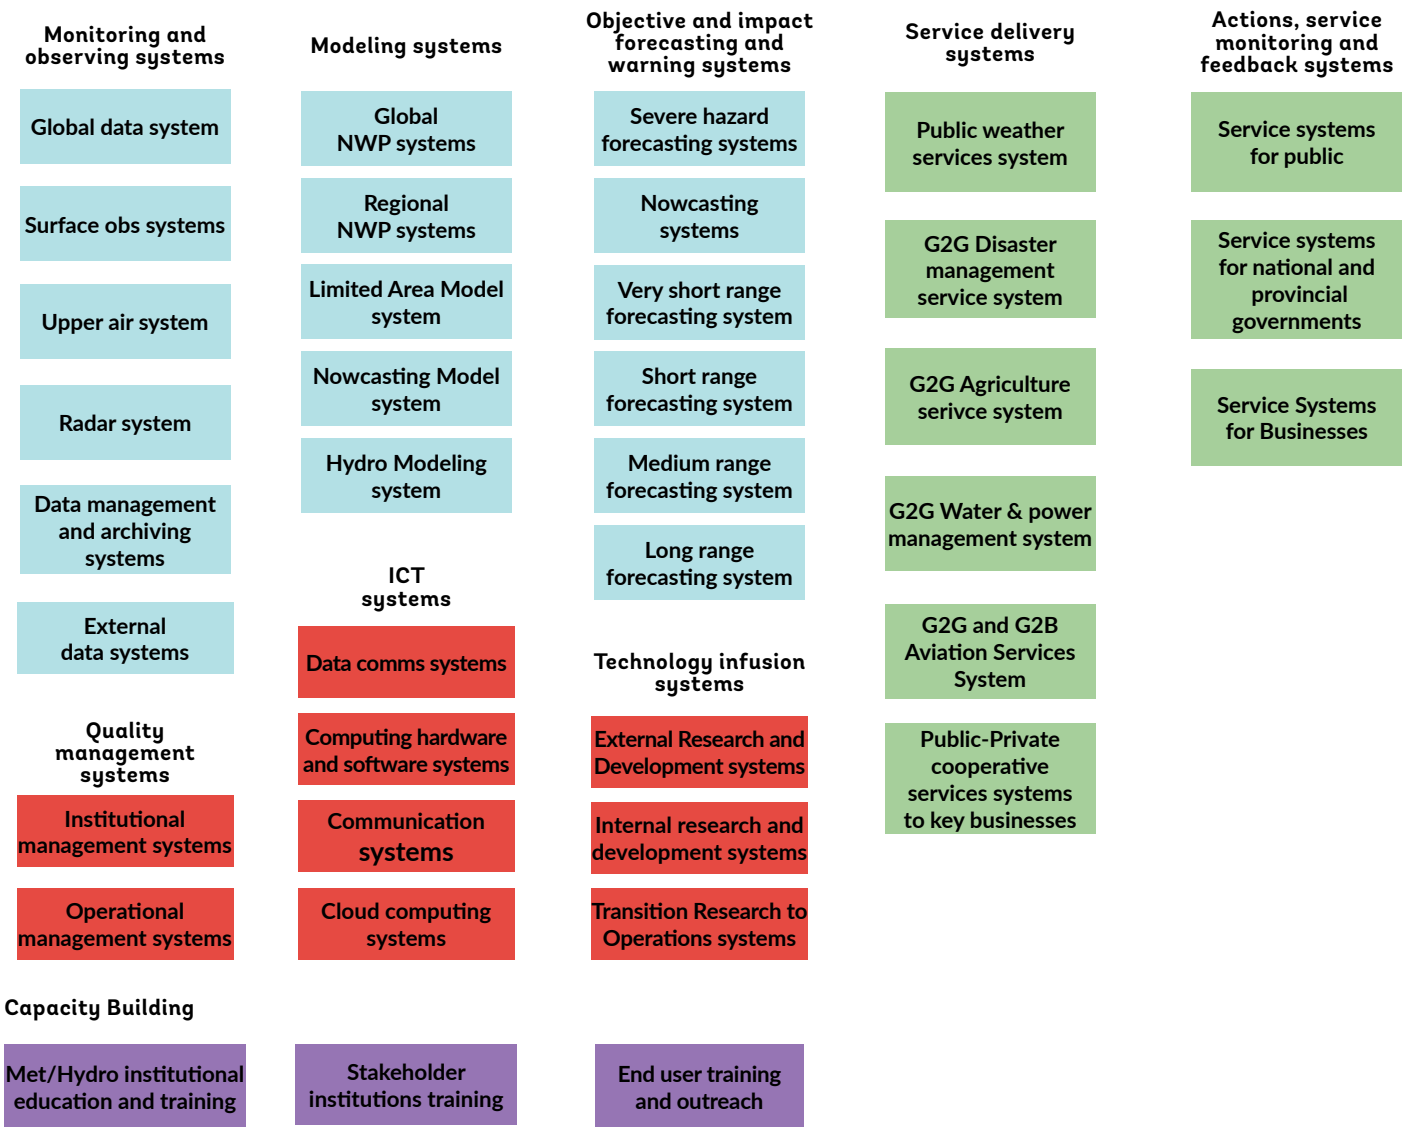 Monitoring and
observing systems
Global data system
Surface obs systems
Upper air system
Radar system
Data management
and archiving
systems
External
data systems
Quality
management
systems
Institutional
management systems
Operational
management systems
Modeling systems
Global
NWP systems
Regional
NWP systems
Limited Area Model
system
Nowcasting Model
system
Hydro Modeling
system
ICT
systems
Data comms systems
Computing hardware
and software systems
Communication
systems
Cloud computing
systems
Objective and impact
forecasting and
warning systems
Severe hazard
forecasting systems
Nowcasting
systems
Very short range
forecasting system
Short range
forecasting system
Medium range
forecasting system
Long range
forecasting system
Technology infusion
systems
External Research and
Development systems
Internal research and
development systems
Transition Research to
Operations systems
Service delivery
systems
Public weather
services system
G2G Disaster
management
service system
G2G Agriculture
serivce system
G2G Water & power
management system
G2G and G2B
Aviation Services
System
Public-Private
cooperative
services systems
to key businesses
Actions, service
monitoring and
feedback systems
Service systems
for public
Service systems
for national and
provincial
governments
Service Systems
for Businesses
Capacity Building
Met/Hydro institutional
education and training
Stakeholder
institutions training
End user training
and outreach